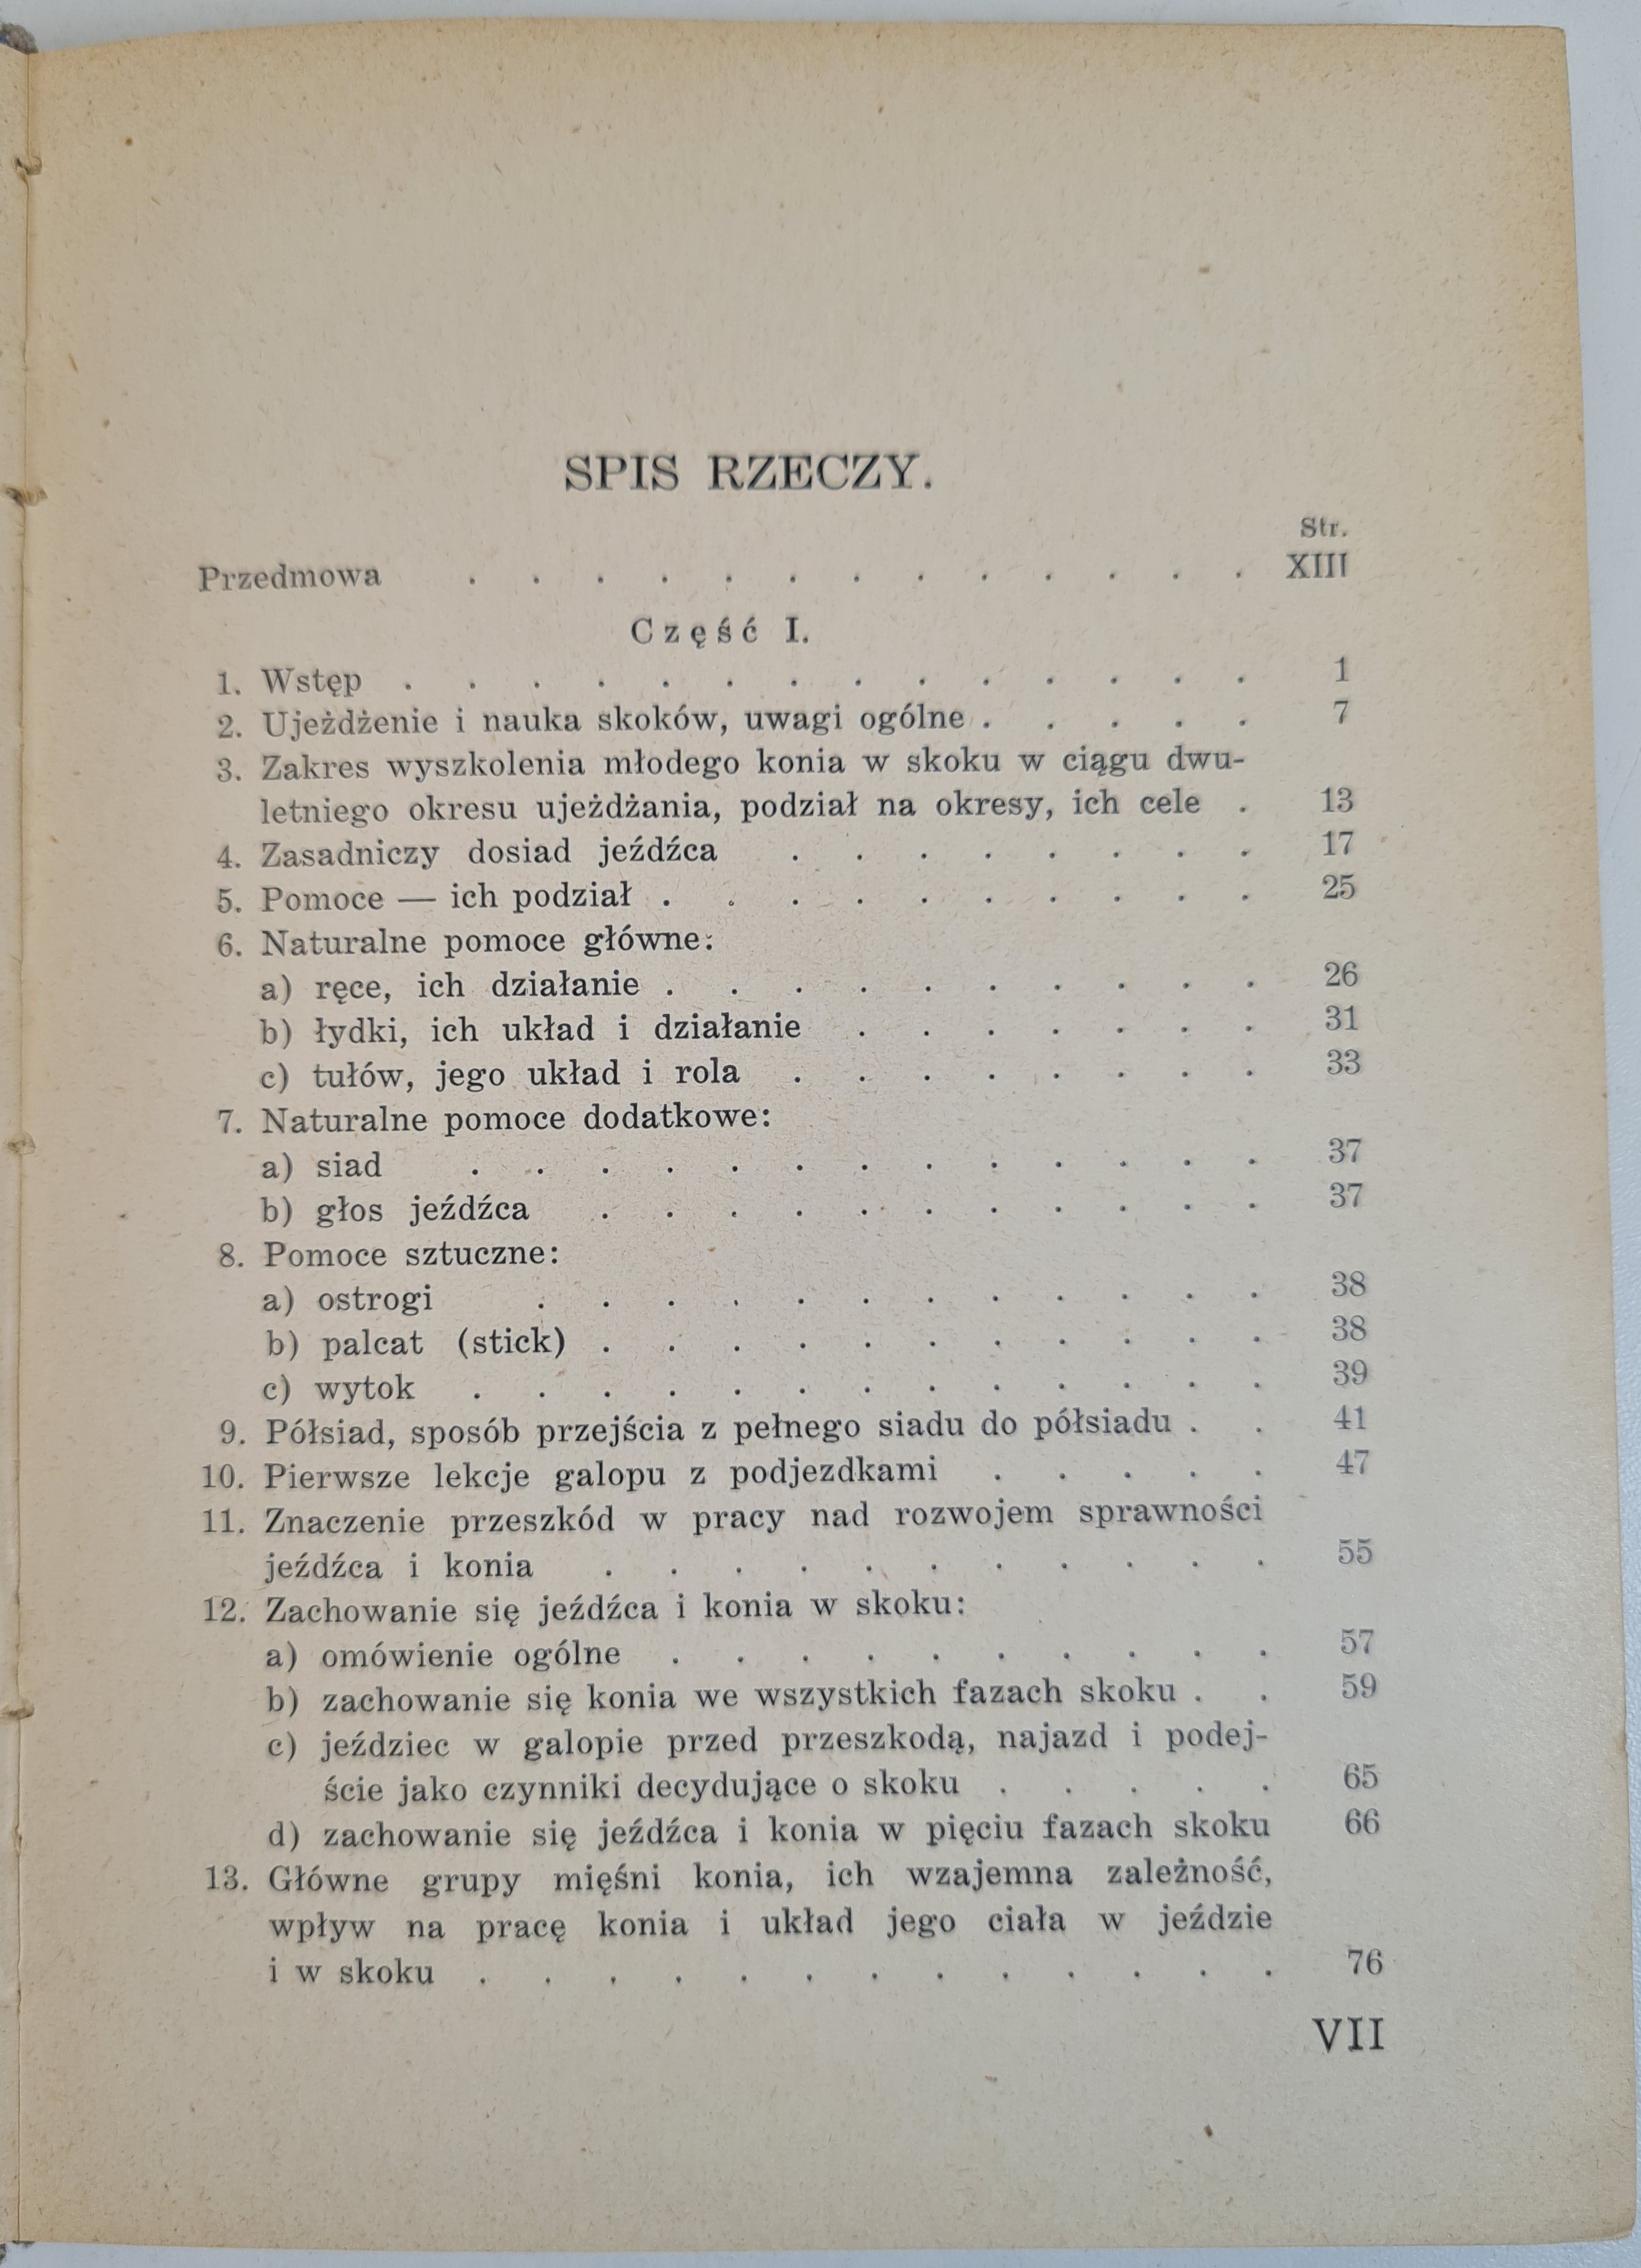 SPIS RZECZY.
Str.
Przedmowa . . . . . . . . . . . . . XIII
Część I.
1. Wstęp . . . . . . . . . . . . . . 1
2. Ujeżdżenie i nauka skoków, uwagi ogólne . . . . . 7
3. Zakres wyszkolenia młodego konia w skoku w ciągu dwu-
letniego okresu ujeżdżania, podział na okresy, ich cele . 13
4. Zasadniczy dosiad jeźdźca . . . . . . . . 17
5. Pomoce — ich podział . . . . . . . . . . 25
6. Naturalne pomoce główne:
a) ręce, ich działanie . . . . . . . . . . 26
b) łydki, ich układ i działanie . . . . . . . 31
c) tułów, jego układ i rola . . . . . . . . 33
7. Naturalne pomoce dodatkowe:
a) siad . . . . . . . . . . . . . 37
b) głos jeźdźca . . . . . . . . . . . 37
8. Pomoce sztuczne:
a) ostrogi . . . . . . . . . . . . 38
b) palcat (stick) . . . . . . . . . . . 38
c) wytok . . . . . . . . . . . . . 39
9. Półsiad, sposób przejścia z pełnego siadu do półsiadu . . 41
10. Pierwsze lekcje galopu z podjezdkami . . . . . 47
11. Znaczenie przeszkód w pracy nad rozwojem sprawności
jeźdźca i konia . . . . . . . . . . . 55
12. Zachowanie się jeźdźca i konia w skoku:
a) omówienie ogólne . . . . . . . . . . 57
b) zachowanie się konia we wszystkich fazach skoku . . 59
c) jeździec w galopie przed przeszkodą, najazd i podej-
ście jako czynniki decydujące o skoku . . . . . 65
d) zachowanie się jeźdźca i konia w pięciu fazach skoku 66
13. Główne grupy mięśni konia, ich wzajemna zależność,
wpływ na pracę konia i układ jego ciała w jeździe
i w skoku . . . . . . . . . . . . . 76
VII